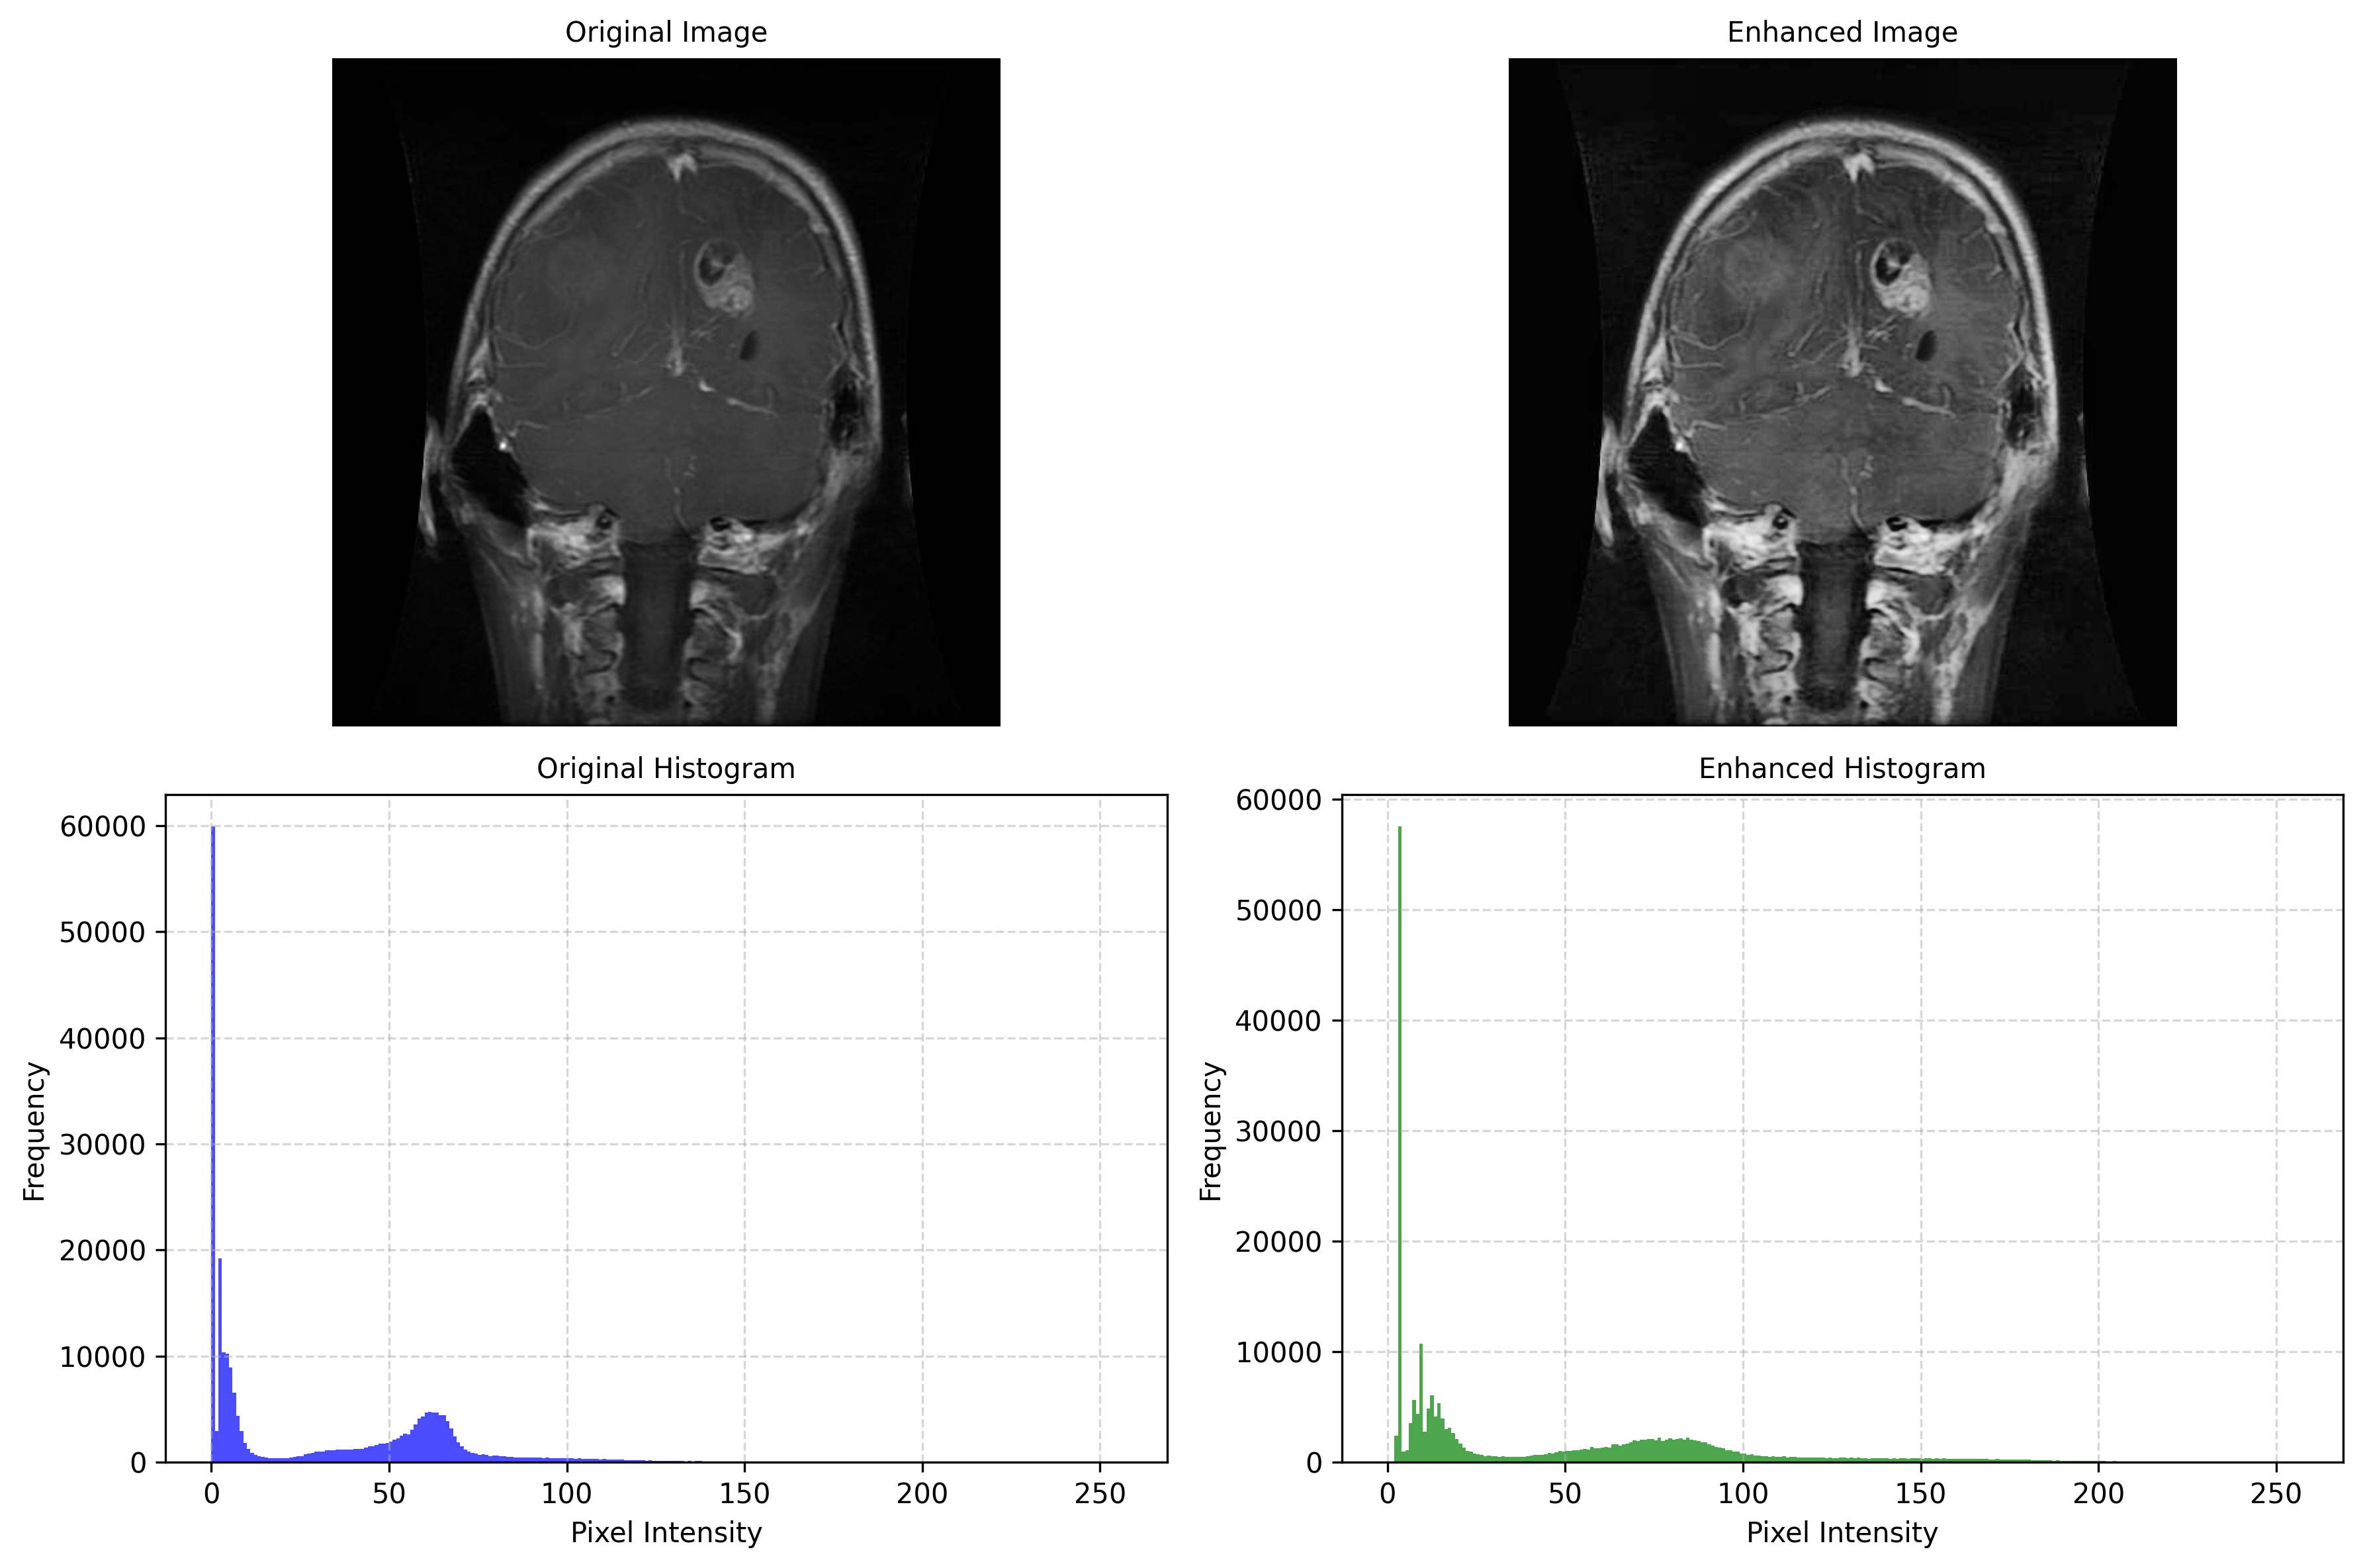 Original Image
Enhanced Image
Original Histogram
Enhanced Histogram
60000
50000
40000
30000
20000
10000
0
Frequency
0 50 100 150 200 250
Pixel Intensity
60000
50000
40000
30000
20000
10000
0
Frequency
0 50 100 150 200 250
Pixel Intensity